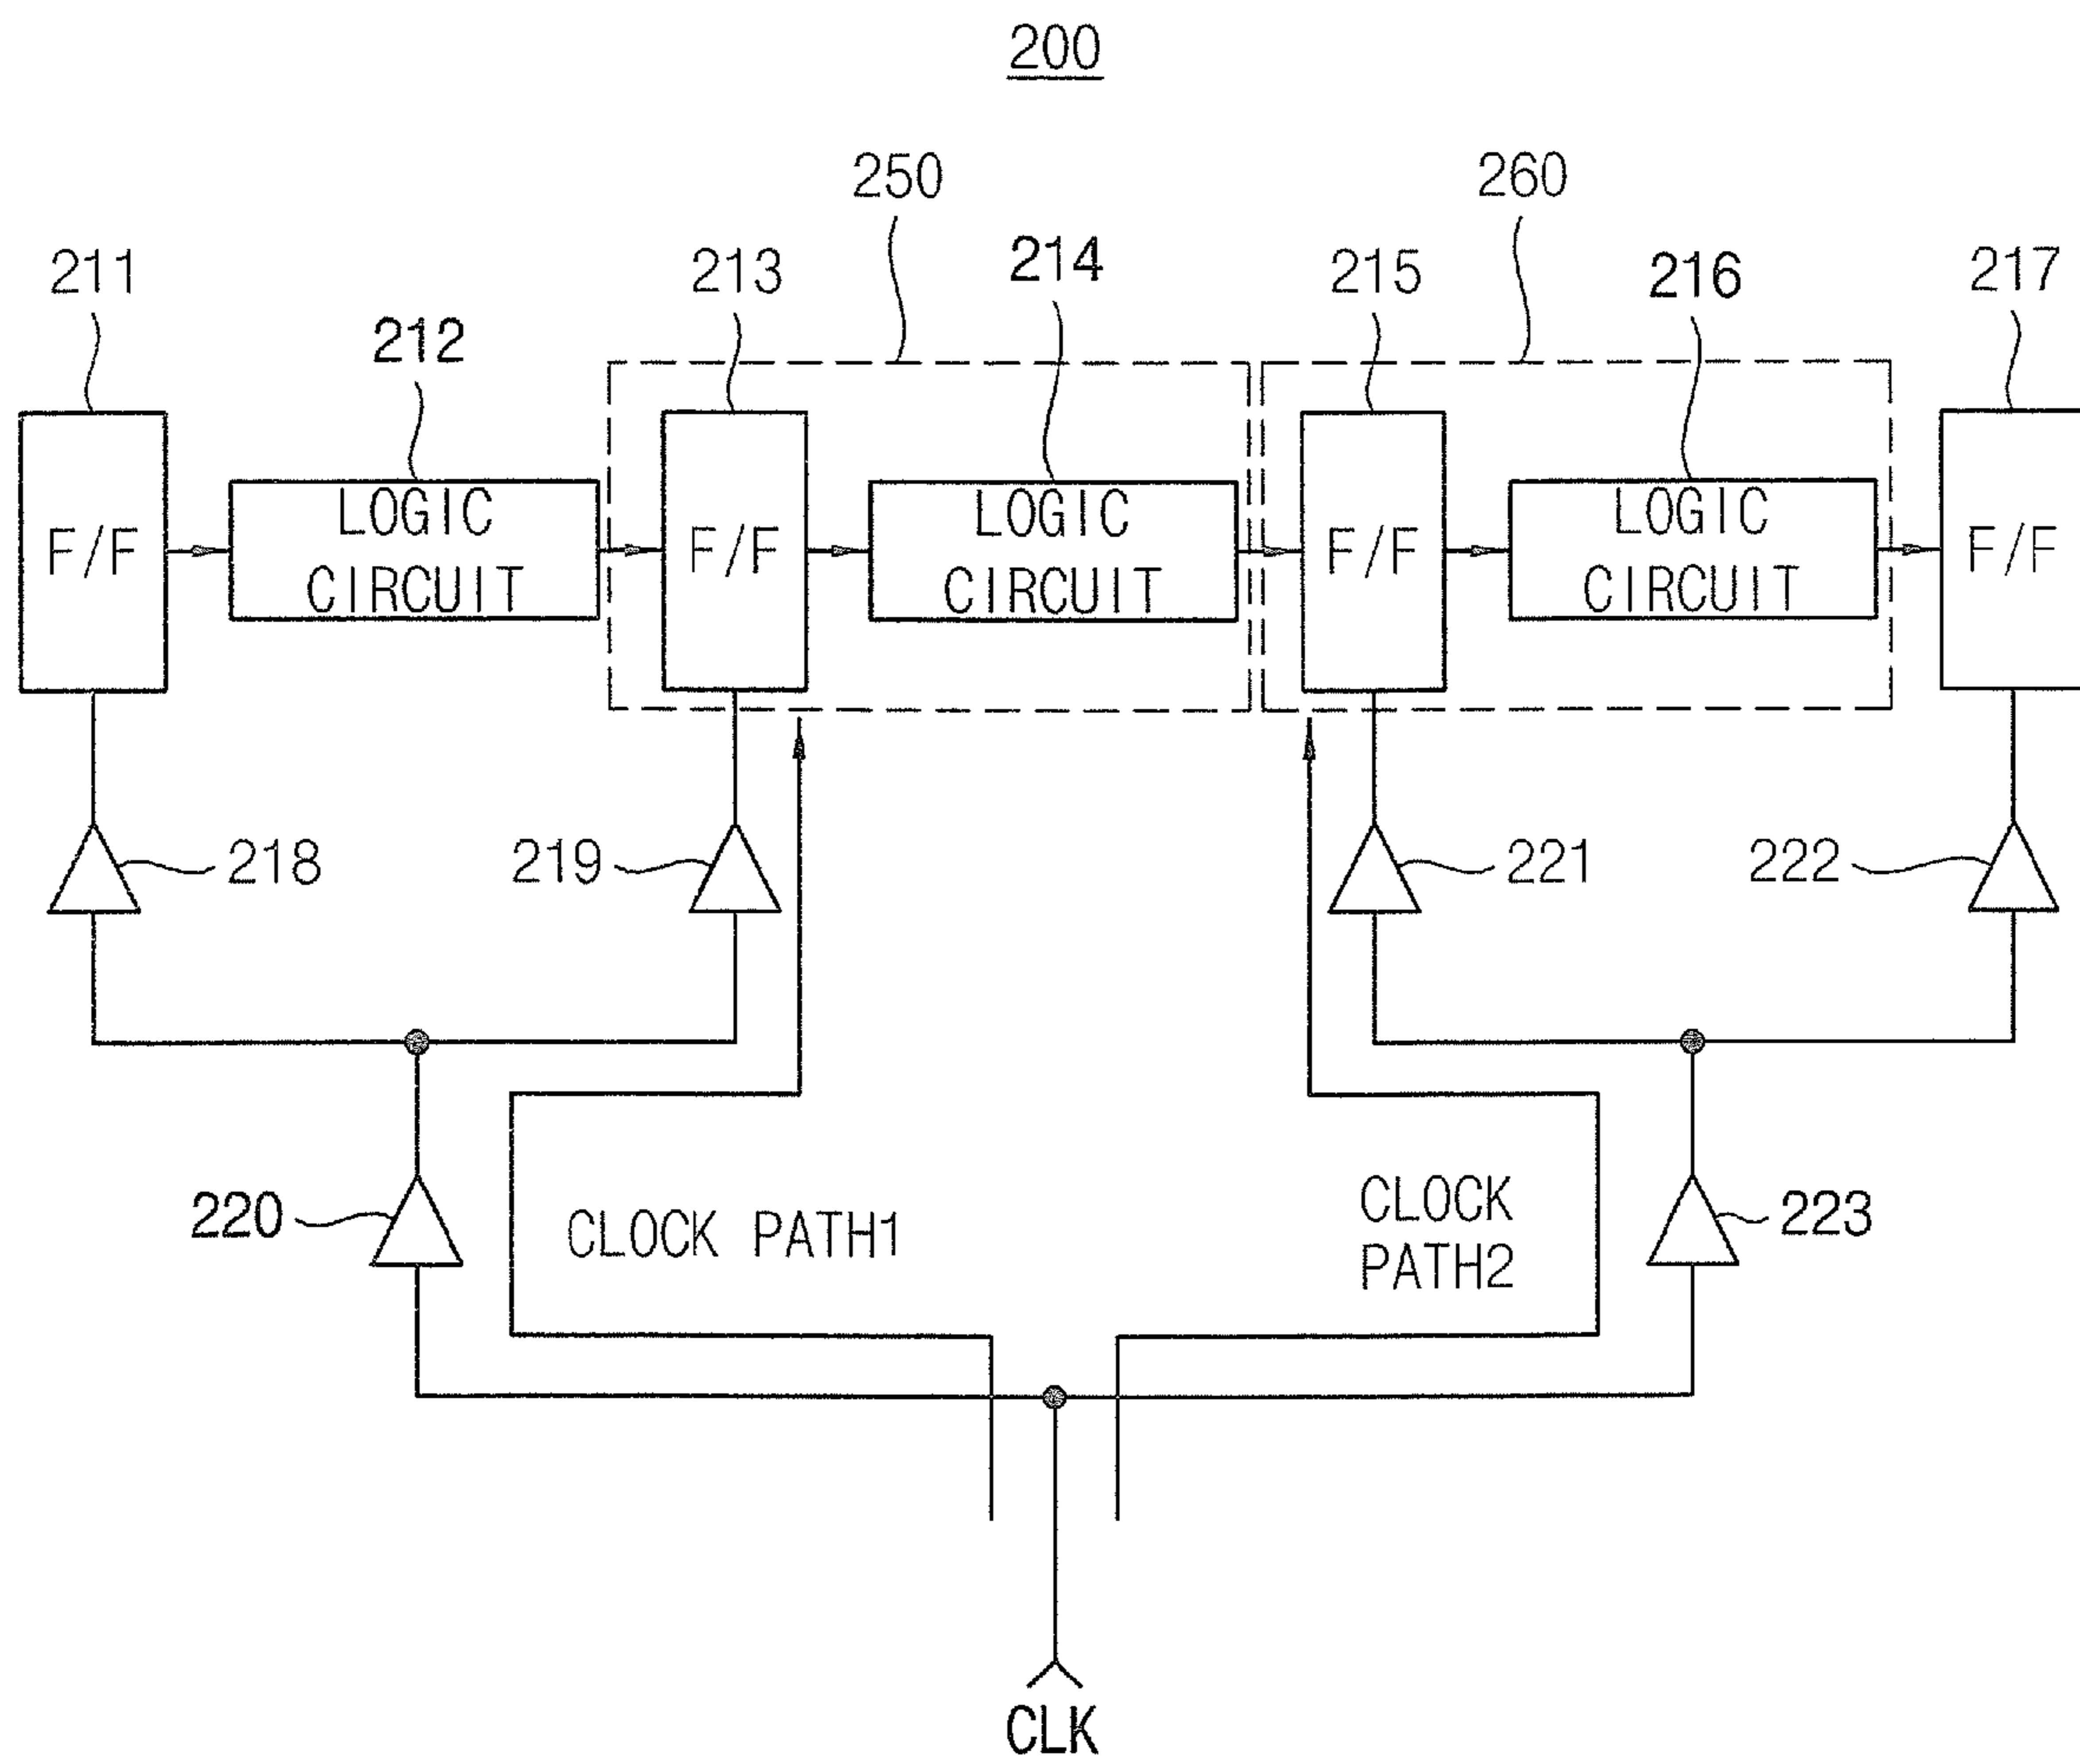 200
250
260
211
213
214
215
216
217
212
F/F
LOGIC
CIRCUIT
F/F
LOGIC
CIRCUIT
F/F
LOGIC
CIRCUIT
F/F
218
219
221
222
220
CLOCK PATH1
CLOCK
PATH2
223
CLK